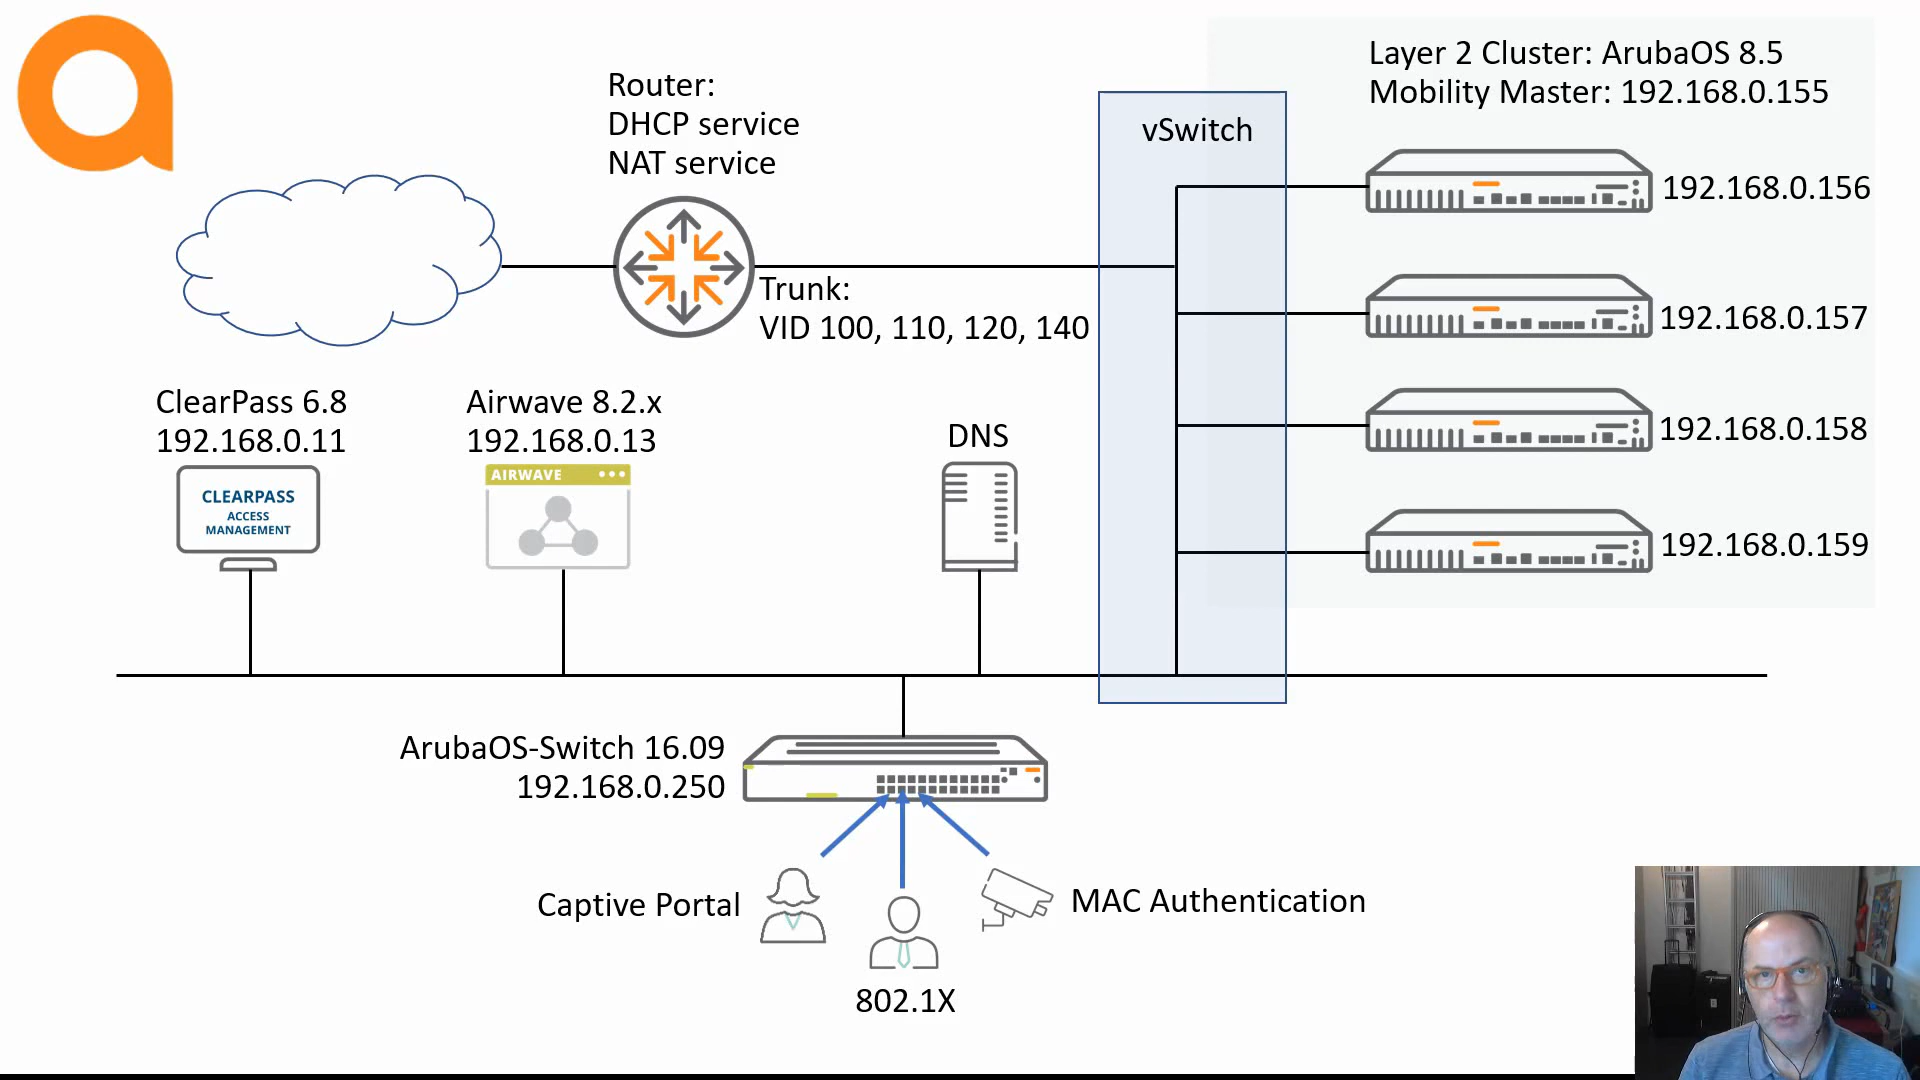 Layer 2 Cluster: ArubaOS 8.5
Mobility Master: 192.168.0.155
Router:
DHCP service
NAT service
vSwitch
192.168.0.156
Trunk:
VID 100, 110, 120, 140
192.168.0.157
ClearPass 6.8
192.168.0.11
Airwave 8.2.x
192.168.0.13
DNS
192.168.0.158
AIRWAVE
CLEARPASS
ACCESS
MANAGEMENT
192.168.0.159
ArubaOS-Switch 16.09
192.168.0.250
Captive Portal
MAC Authentication
802.1X